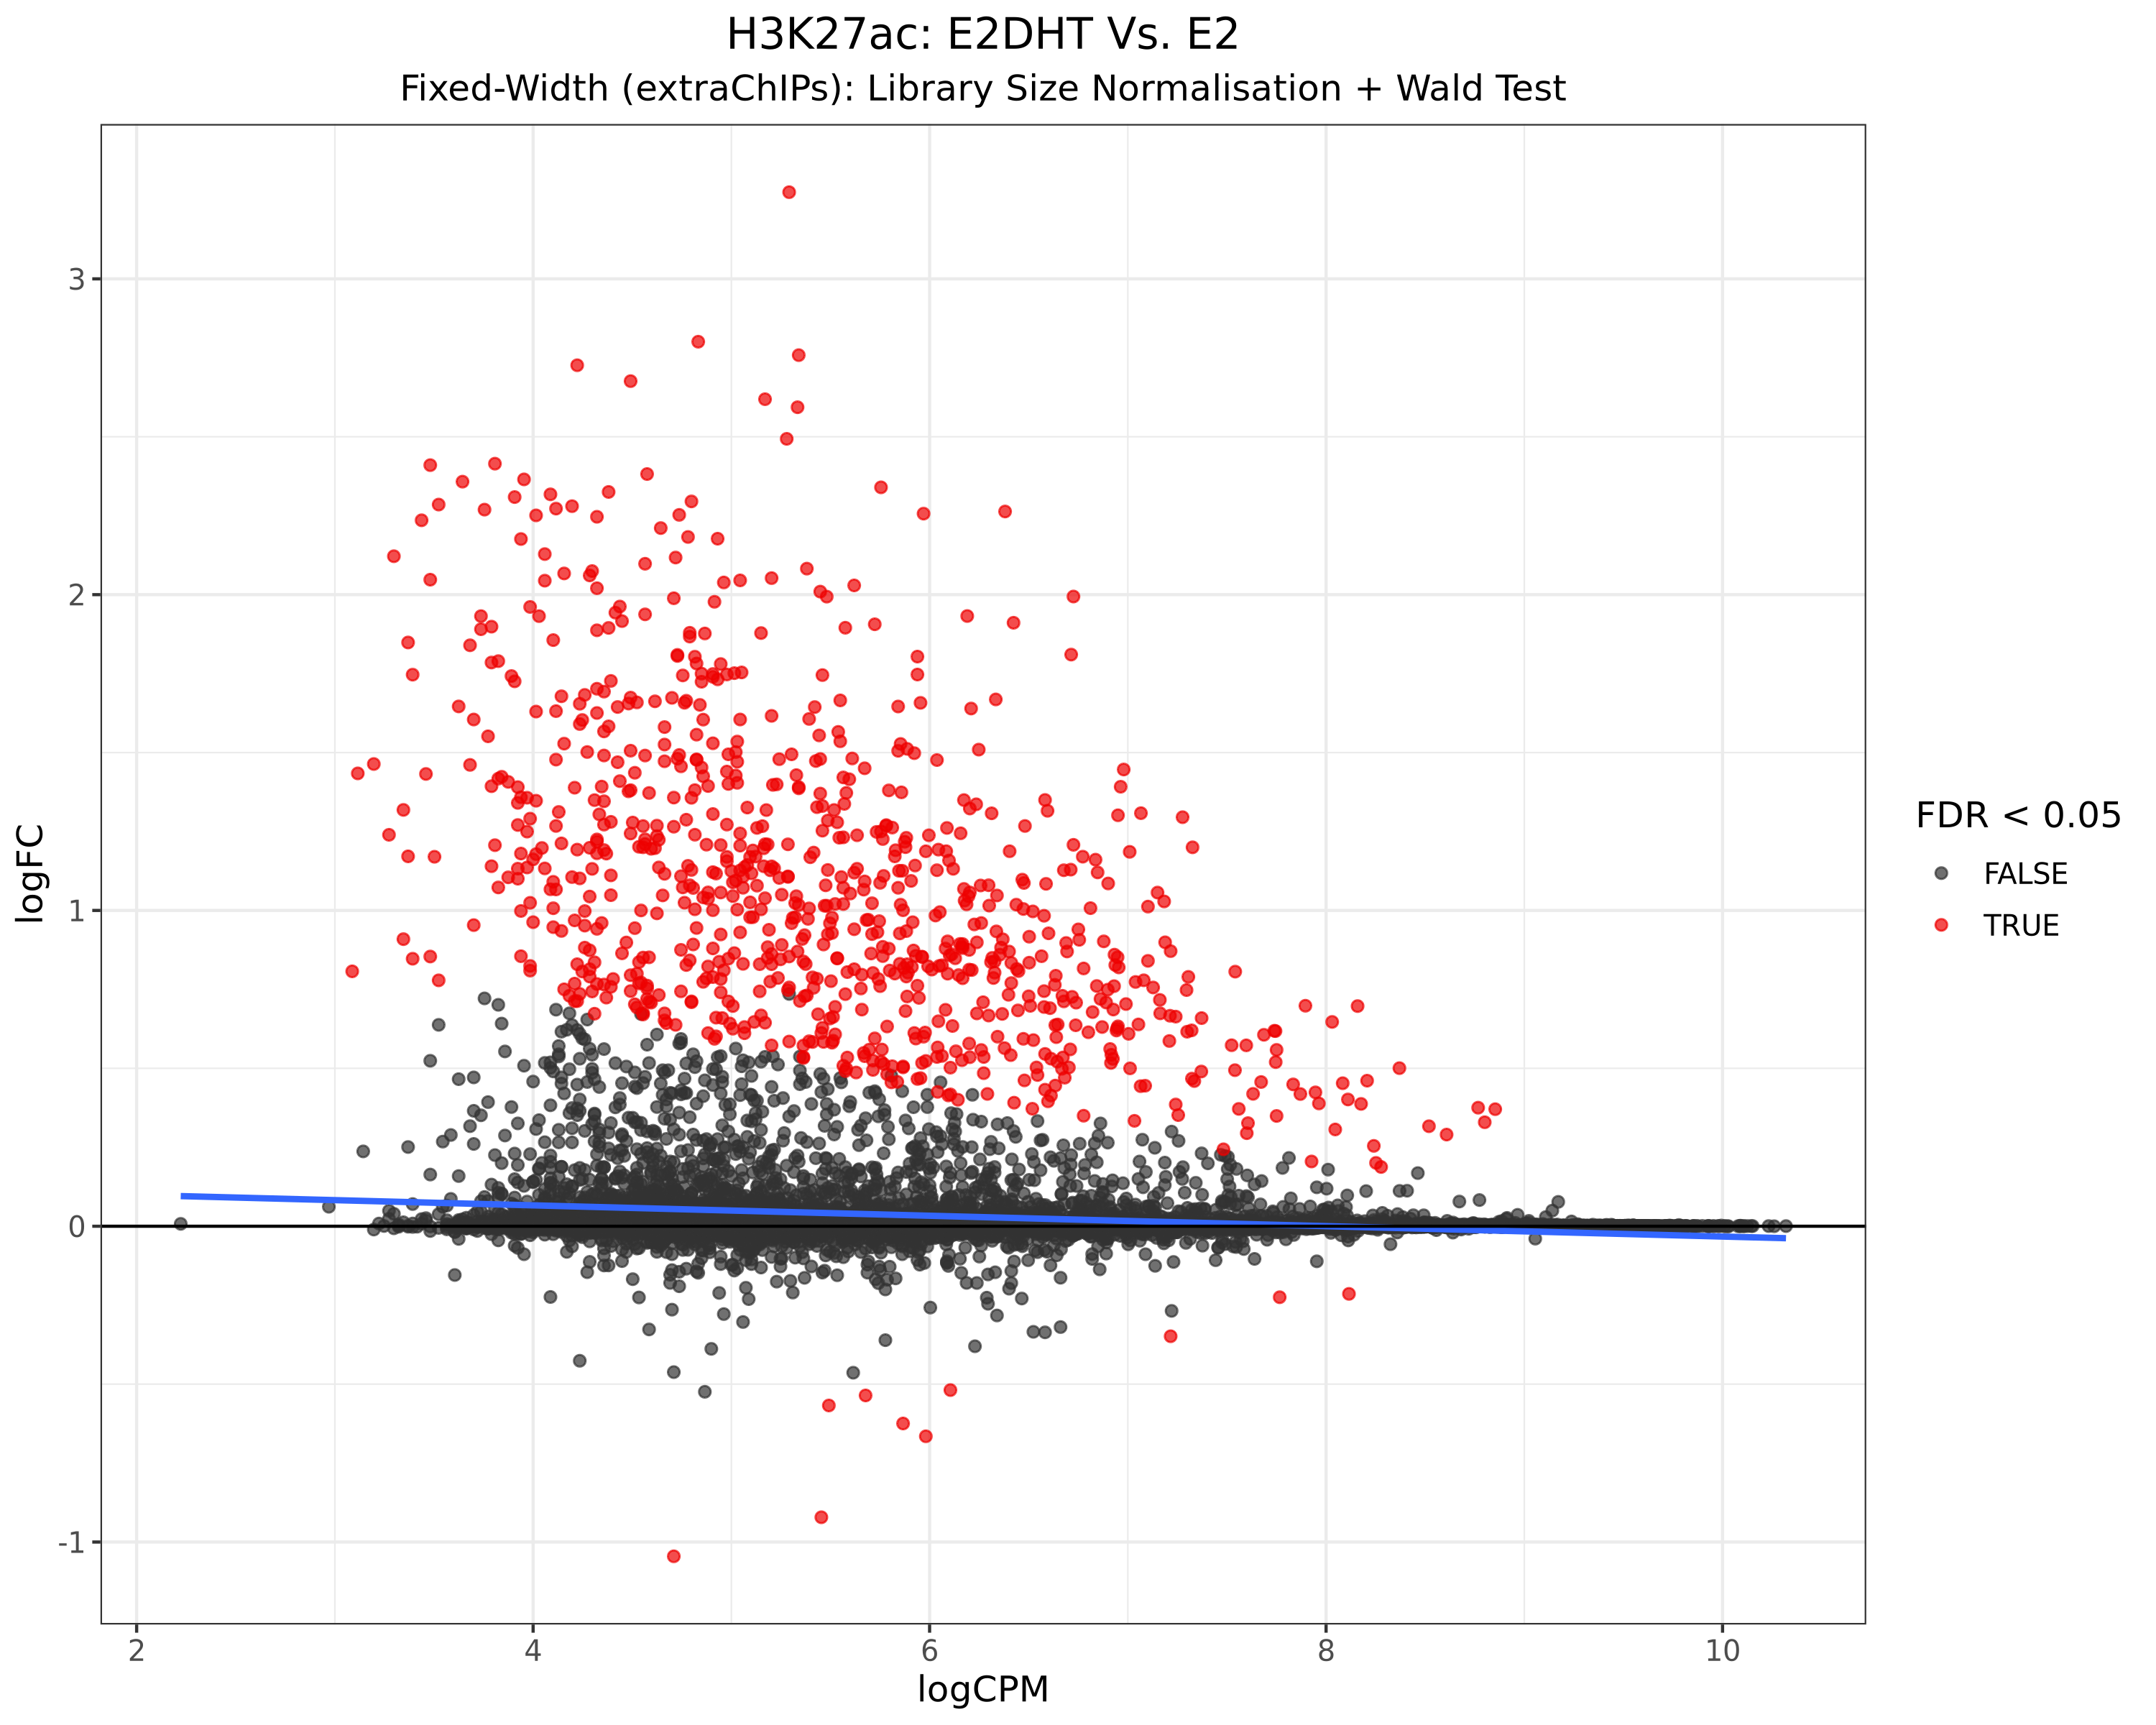 H3K27ac: E2DHT Vs. E2
Fixed-Width (extraChIPs): Library Size Normalisation + Wald Test
logFC
3
2
1
0
-1
2
4
6
8
10
logCPM
FDR < 0.05
FALSE
TRUE